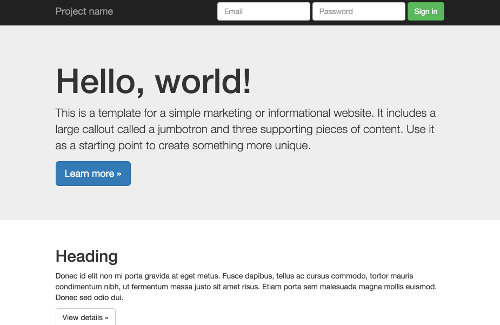 Project name Email Password Sign in
Hello, world!
This is a template for a simple marketing or informational website. It includes a
large callout called a jumbotron and three supporting pieces of content. Use it
as a starting point to create something more unique.
Learn more »
Heading
Donec id elit non mi porta gravida at eget metus. Fusce dapibus, tellus ac cursus commodo, tortor mauris
condimentum nibh, ut fermentum massa justo sit amet risus. Etiam porta sem malesuada magna mollis euismod.
Donec sed odio dui.
View details »